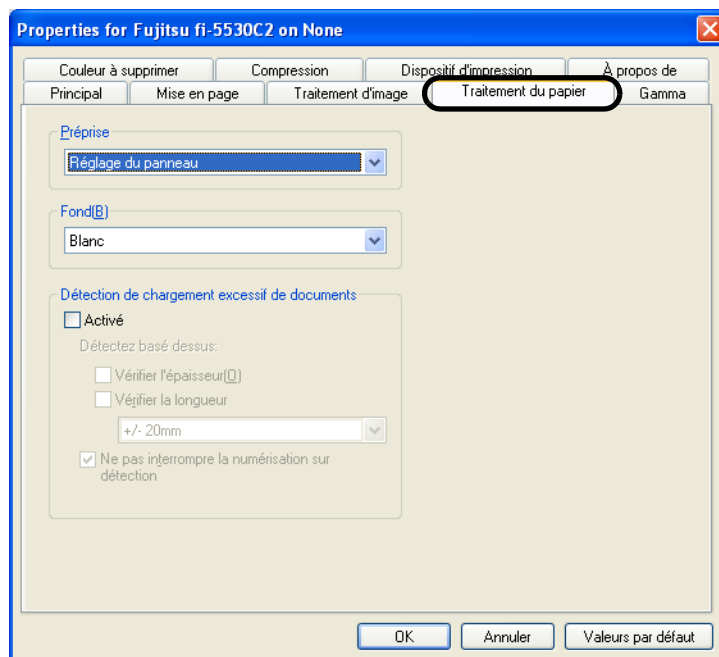 Properties for Fujitsu fi-5530C2 on None
Couleur à supprimer Compression Dispositif d'impression À propos de
Principal Mise en page Traitement d'image Traitement du papier Gamma
Préprise
Réglage du panneau
Fond(B)
Blanc
Détection de chargement excessif de documents
Activé
Détectez basé dessus:
Vérifier l'épaisseur(O)
Vérifier la longueur
+/- 20mm
Ne pas interrompre la numérisation sur
détection
OK Annuler Valeurs par défaut